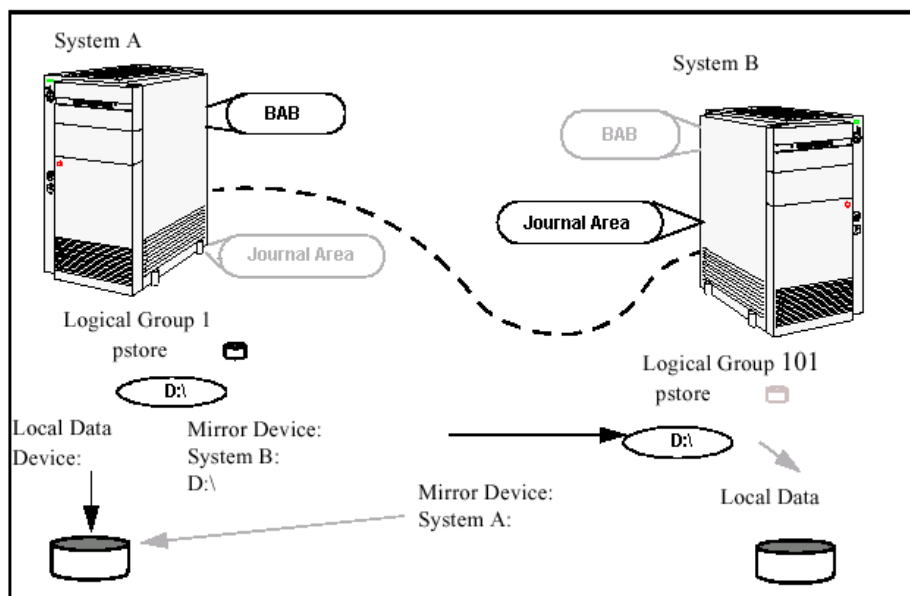 System A
System B
BAB
BAB
Journal Area
Journal Area
Logical Group 1
pstore
Logical Group 101
pstore
D:\
D:\
Local Data
Device:
Mirror Device:
System B:
D:\
Mirror Device:
System A:
Local Data